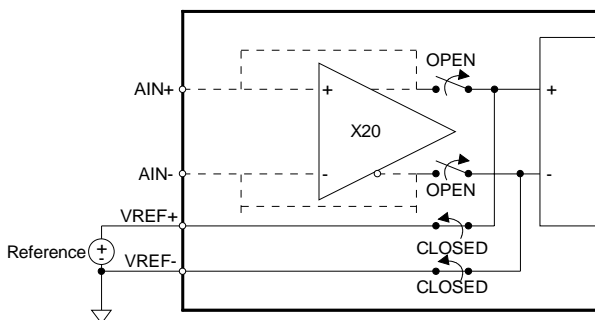 OPEN
AIN+
+
+
X20
AIN-
-
-
OPEN
VREF+
CLOSED
Reference
+
-
VREF-
CLOSED